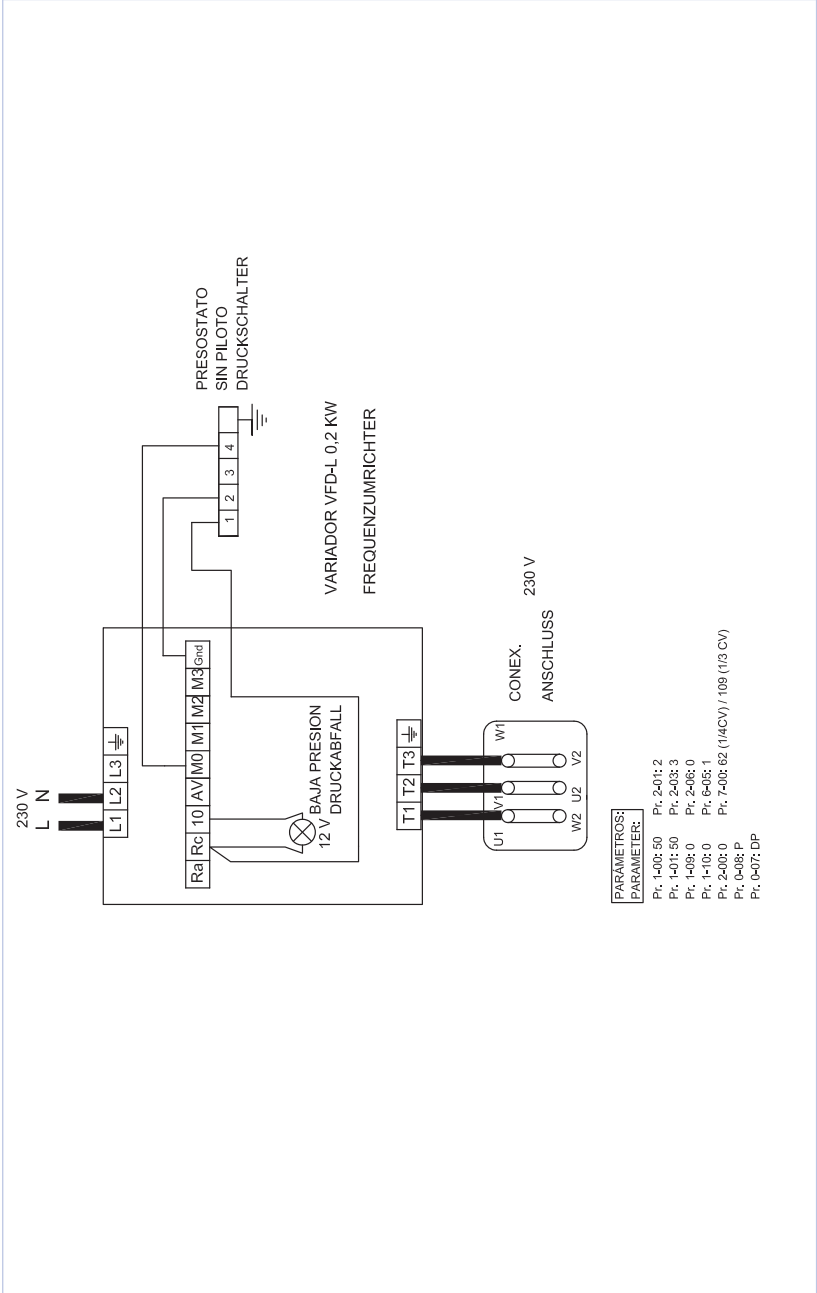 230 V
L N
L1 L2 L3
Ra Rc 10 AV M0 M1 M2 M3 Gnd
12 V
BAJA PRESION
DRUCKABFALL
T1 T2 T3
PRESOSTATO
SIN PILOTO
DRUCKSCHALTER
1 2 3 4
VARIADOR VFD-L 0,2 KW
FREQUENZUMRICHTER
U1 V1 W1
W2 U2 V2
CONEX. 230 V
ANSCHLUSS
PARÁMETROS:
PARAMETER:
Pr. 1-00: 50 Pr. 2-01: 2
Pr. 1-01: 50 Pr. 2-03: 3
Pr. 1-09: 0 Pr. 2-06: 0
Pr. 1-10: 0 Pr. 6-05: 1
Pr. 2-00: 0 Pr. 7-00: 62 (1/4CV) / 109 (1/3 CV)
Pr. 0-08: P
Pr. 0-07: DP